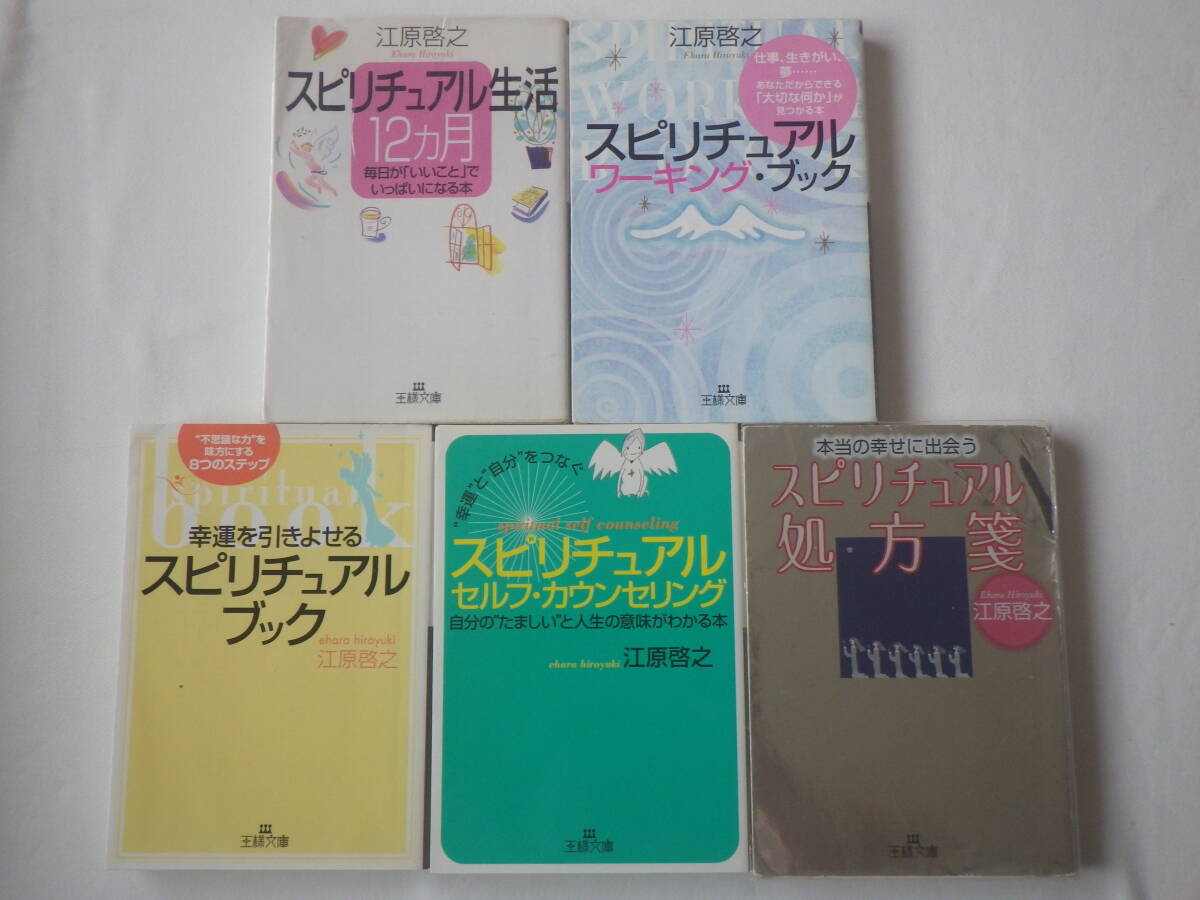 江原啓之
Ehara Hiroyuki
スピリチュアル生活
12カ月
毎日が「いいこと」で
いっぱいになる本
王様文庫
SPIRITUAL
WORKING
江原啓之
Ehara Hiroyuki
仕事、生きがい、
夢……
あなただからできる
「大切な何か」が
見つかる本
スピリチュアル
ワーキング・ブック
王様文庫
“不思議な力”を
味方にする
8つのステップ
spiritual
book
幸運を引きよせる
スピリチュアル
ブック
ehara hiroyuki
江原啓之
王様文庫
“幸運”と“自分”をつなぐ
spiritual self counseling
スピリチュアル
セルフ・カウンセリング
自分の“たましい”と人生の意味がわかる本
ehara hiroyuki 江原啓之
王様文庫
本当の幸せに出会う
スピリチュアル
処方箋
Ehara Hiroyuki
江原啓之
王様文庫